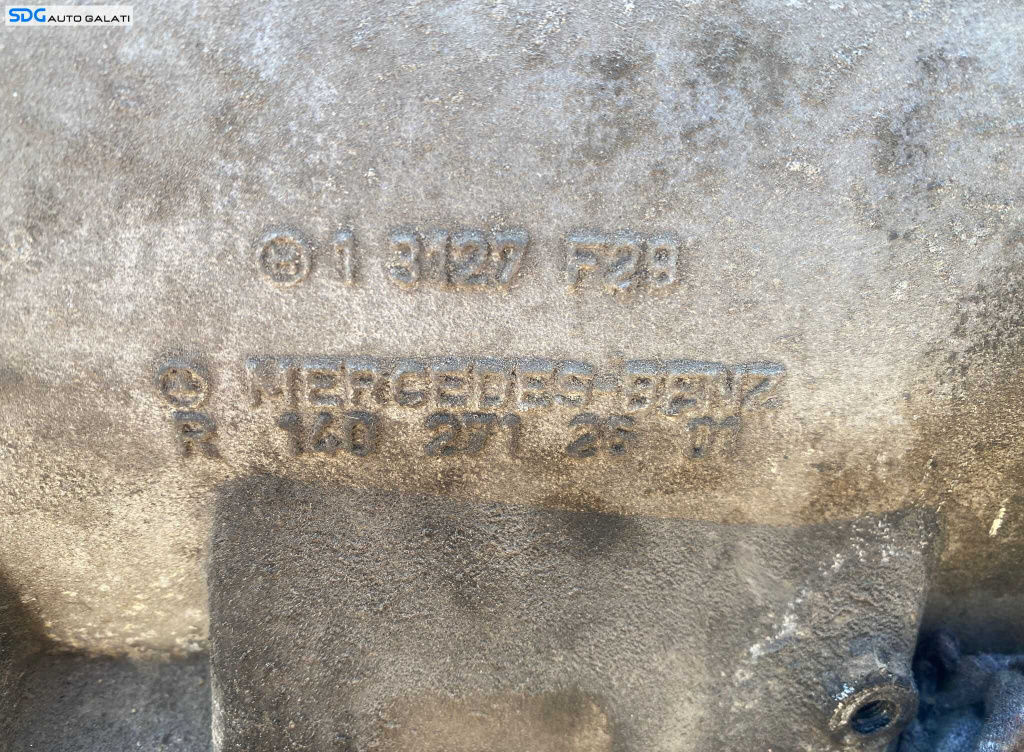 SDG AUTO GALATI
1 3127 F28
MERCEDES-BENZ
R 140 271 26 01